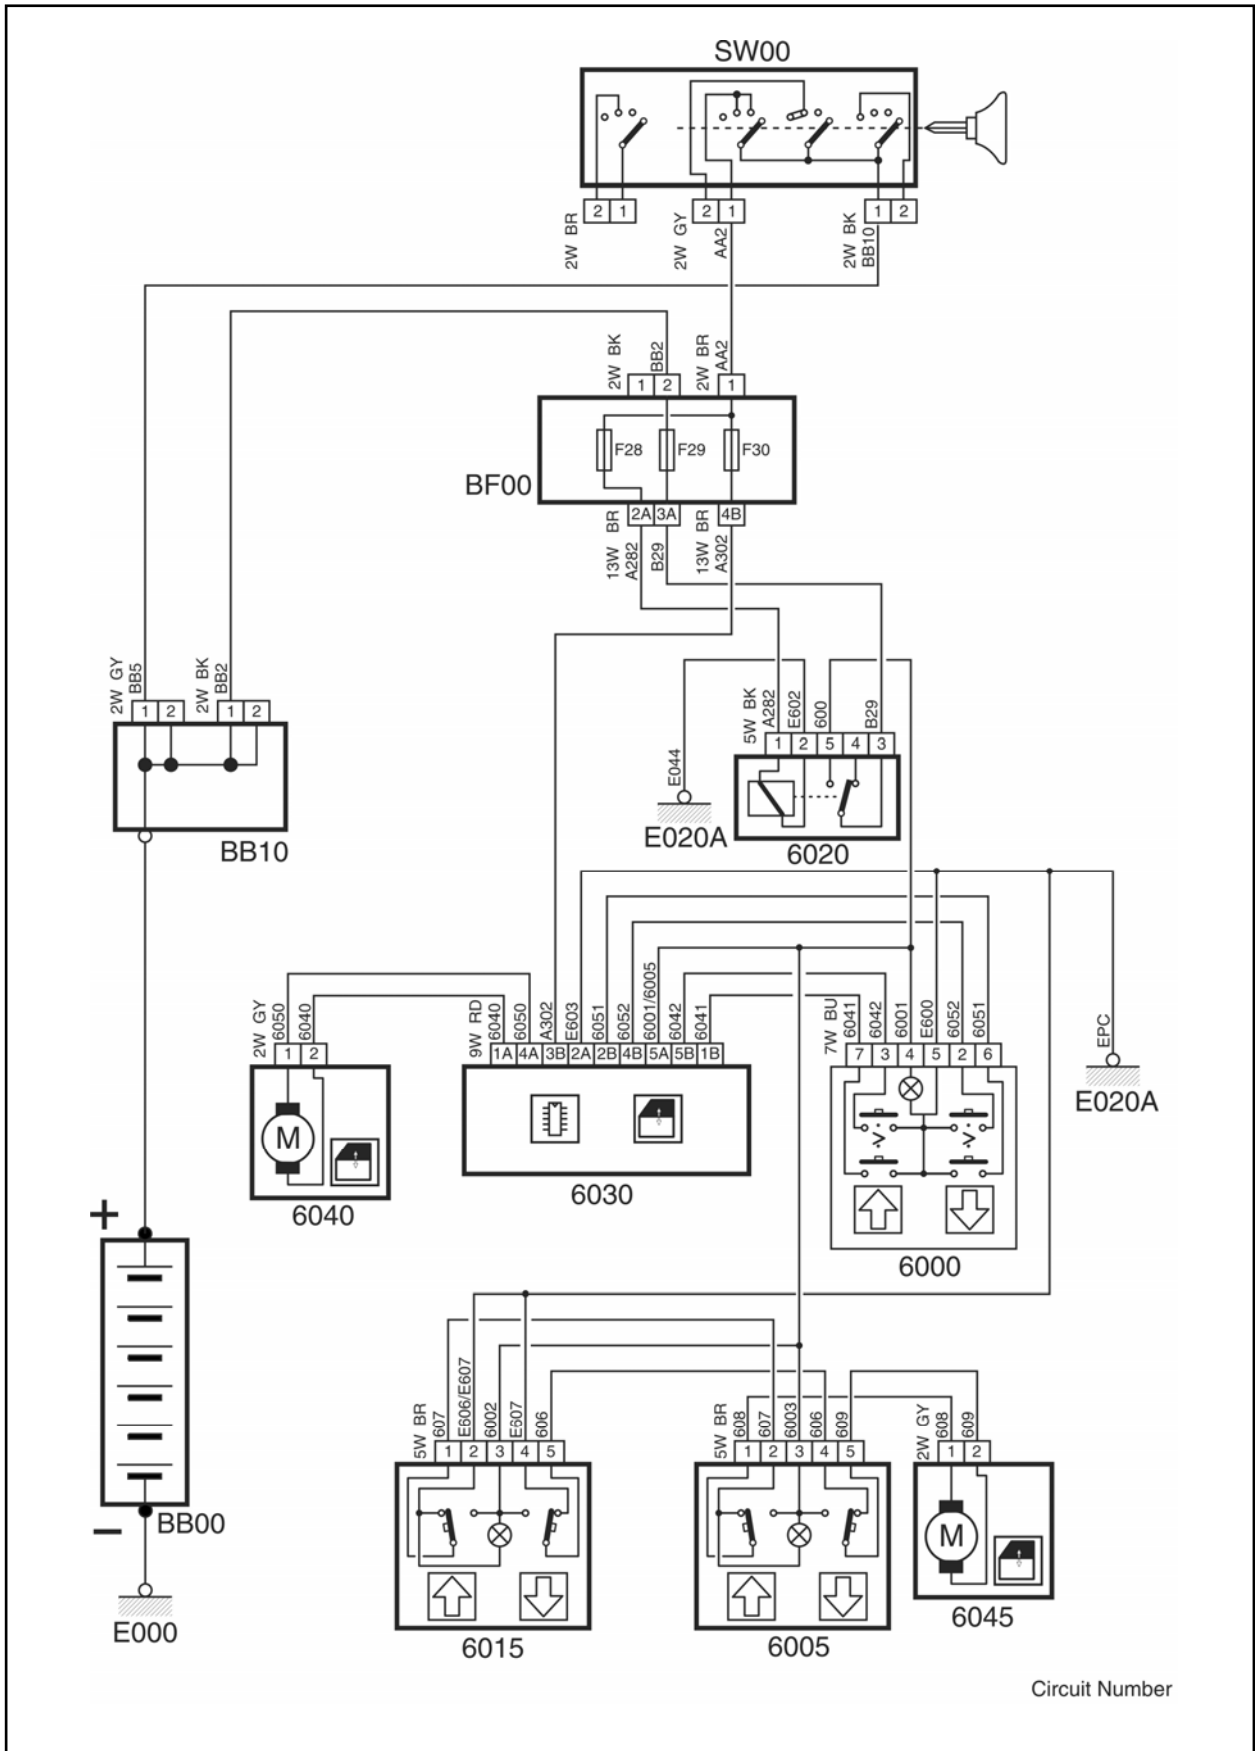 SW00
2 1
2 1
1 2
2W BR
2W GY
AA2
2W BK
BB10
2W BK
BB2
2W BR
AA2
1 2
1
F28
F29
F30
BF00
2A 3A
4B
13W BR
A282
B29
13W BR
A302
2W GY
BB5
2W BK
BB2
1 2
1 2
BB10
5W BK
A282
E602
600
B29
1 2 5 4 3
E044
E020A
6020
2W GY
6050
6040
1 2
M
6040
9W RD
6040
6050
A302
E603
6051
6052
6001/6005
6042
6041
1A 4A 3B 2A 2B 4B 5A 5B 1B
6030
7W BU
6041
6042
6001
E600
6052
6051
7 3 4 5 2 6
6000
EPC
E020A
+
−
BB00
E000
5W BR
607
E606/E607
6002
E607
606
1 2 3 4 5
6015
5W BR
608
607
6003
606
609
1 2 3 4 5
6005
2W GY
608
609
1 2
M
6045
Circuit Number